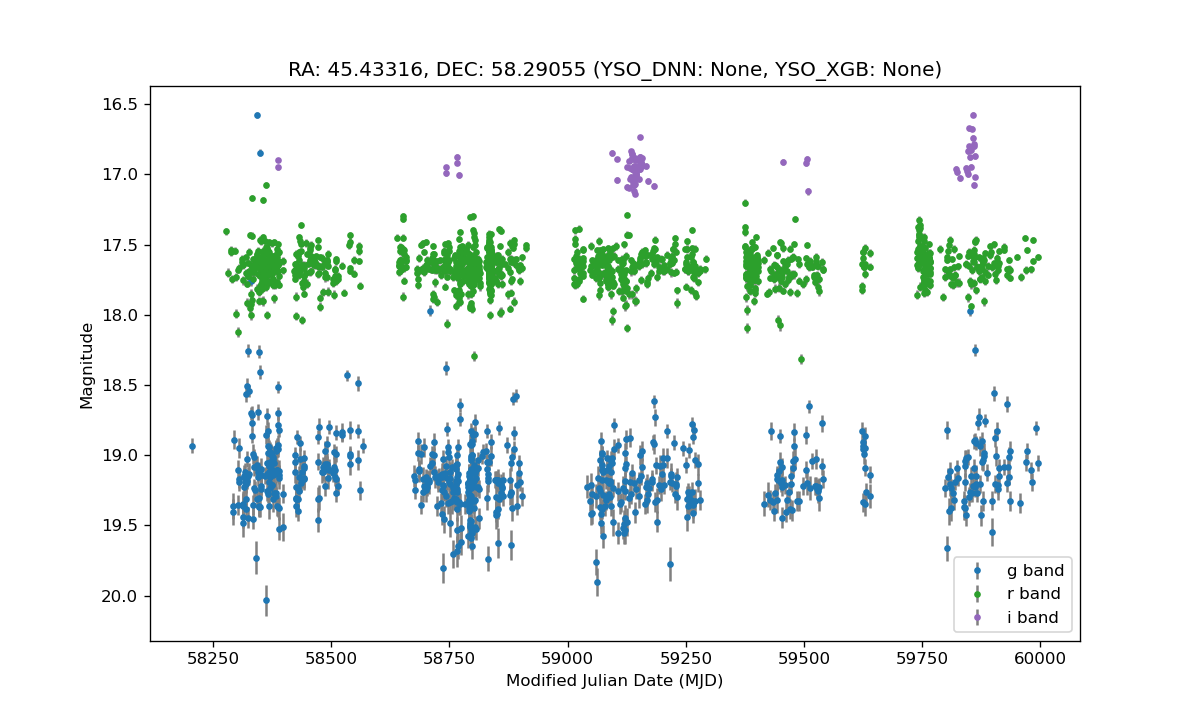 RA: 45.43316, DEC: 58.29055 (YSO_DNN: None, YSO_XGB: None)
Magnitude
16.5
17.0
17.5
18.0
18.5
19.0
19.5
20.0
g band
r band
i band
58250 58500 58750 59000 59250 59500 59750 60000
Modified Julian Date (MJD)